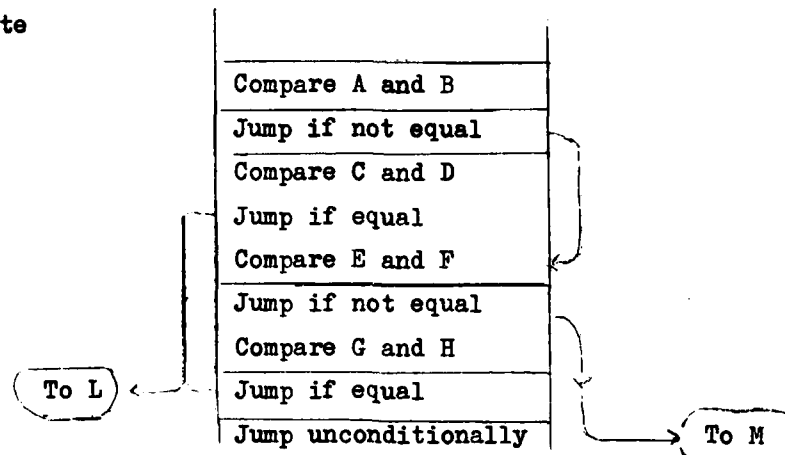 te
Compare A and B
Jump if not equal
Compare C and D
Jump if equal
Compare E and F
Jump if not equal
Compare G and H
To L
Jump if equal
Jump unconditionally
To M